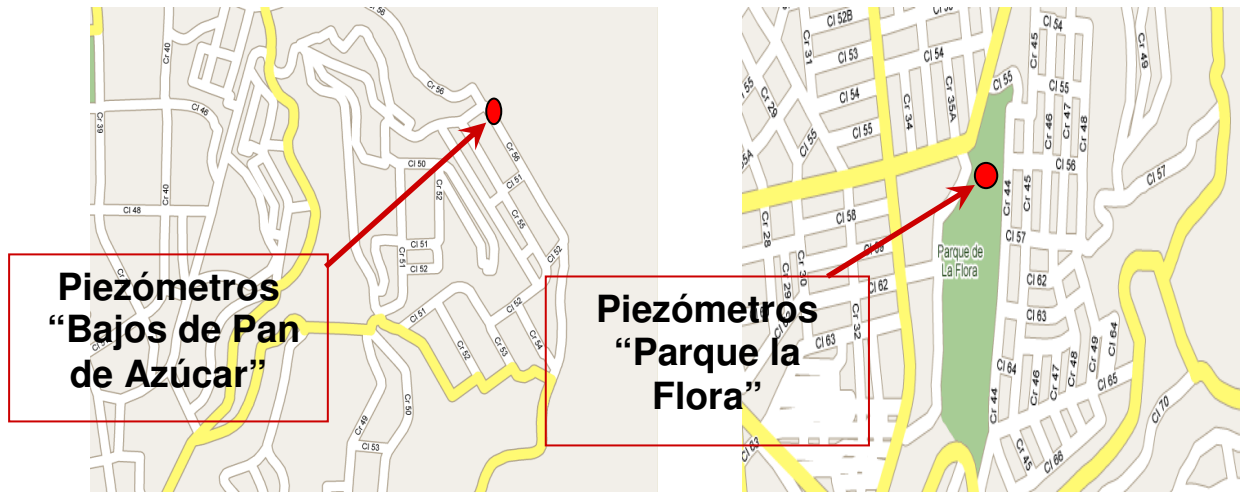 Cr 40
Cr 56
Cl 46
Cr 39
Cr 56
Cl 50
Cr 40
Cl 51
Cr 52
Cl 48
Cr 55
Cl 51
Cl 52
Cr 51
Cl 52
Piezómetros
“Bajos de Pan
de Azúcar”
Cl 51
Cl 52
Cr 52
Cr 53
Cr 54
Cr 49
Cr 50
Cl 53
Cl 52B
Cr 31
Cl 53
Cl 54
Cr 45
Cl 54
Cr 49
Cl 55
Cr 29
Cl 54
Cr 34
Cr 35A
Cl 55
Cl 55
Cl 55
Cl 55
Cr 46
Cr 47
Cr 48
Cl 56
Cl 57
Cr 44
Cr 45
Cl 58
Cr 28
Cl 57
Parque de
La Flora
Cr 29
Cr 30
Cl 62
Cl 62
Piezómetros
“Parque la
Flora”
Cr 32
Cl 63
Cl 63
Cl 64
Cl 64
Cr 44
Cr 46
Cr 47
Cr 48
Cr 49
Cl 65
Cl 63
Cr 45
Cl 66
Cl 70